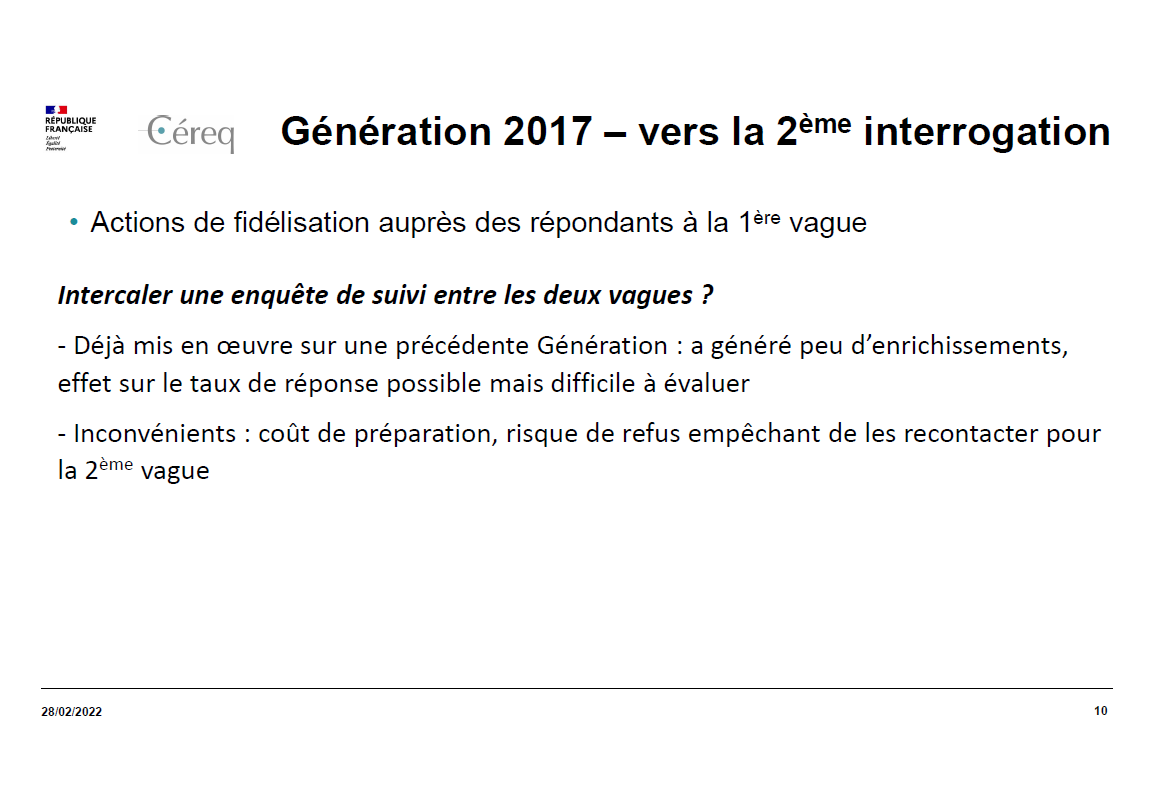 RÉPUBLIQUE
FRANÇAISE
Liberté
Égalité
Fraternité
Céreq
Génération 2017 – vers la 2ème interrogation
• Actions de fidélisation auprès des répondants à la 1ère vague
Intercaler une enquête de suivi entre les deux vagues ?
- Déjà mis en œuvre sur une précédente Génération : a généré peu d’enrichissements,
effet sur le taux de réponse possible mais difficile à évaluer
- Inconvénients : coût de préparation, risque de refus empêchant de les recontacter pour
la 2ème vague
28/02/2022
10